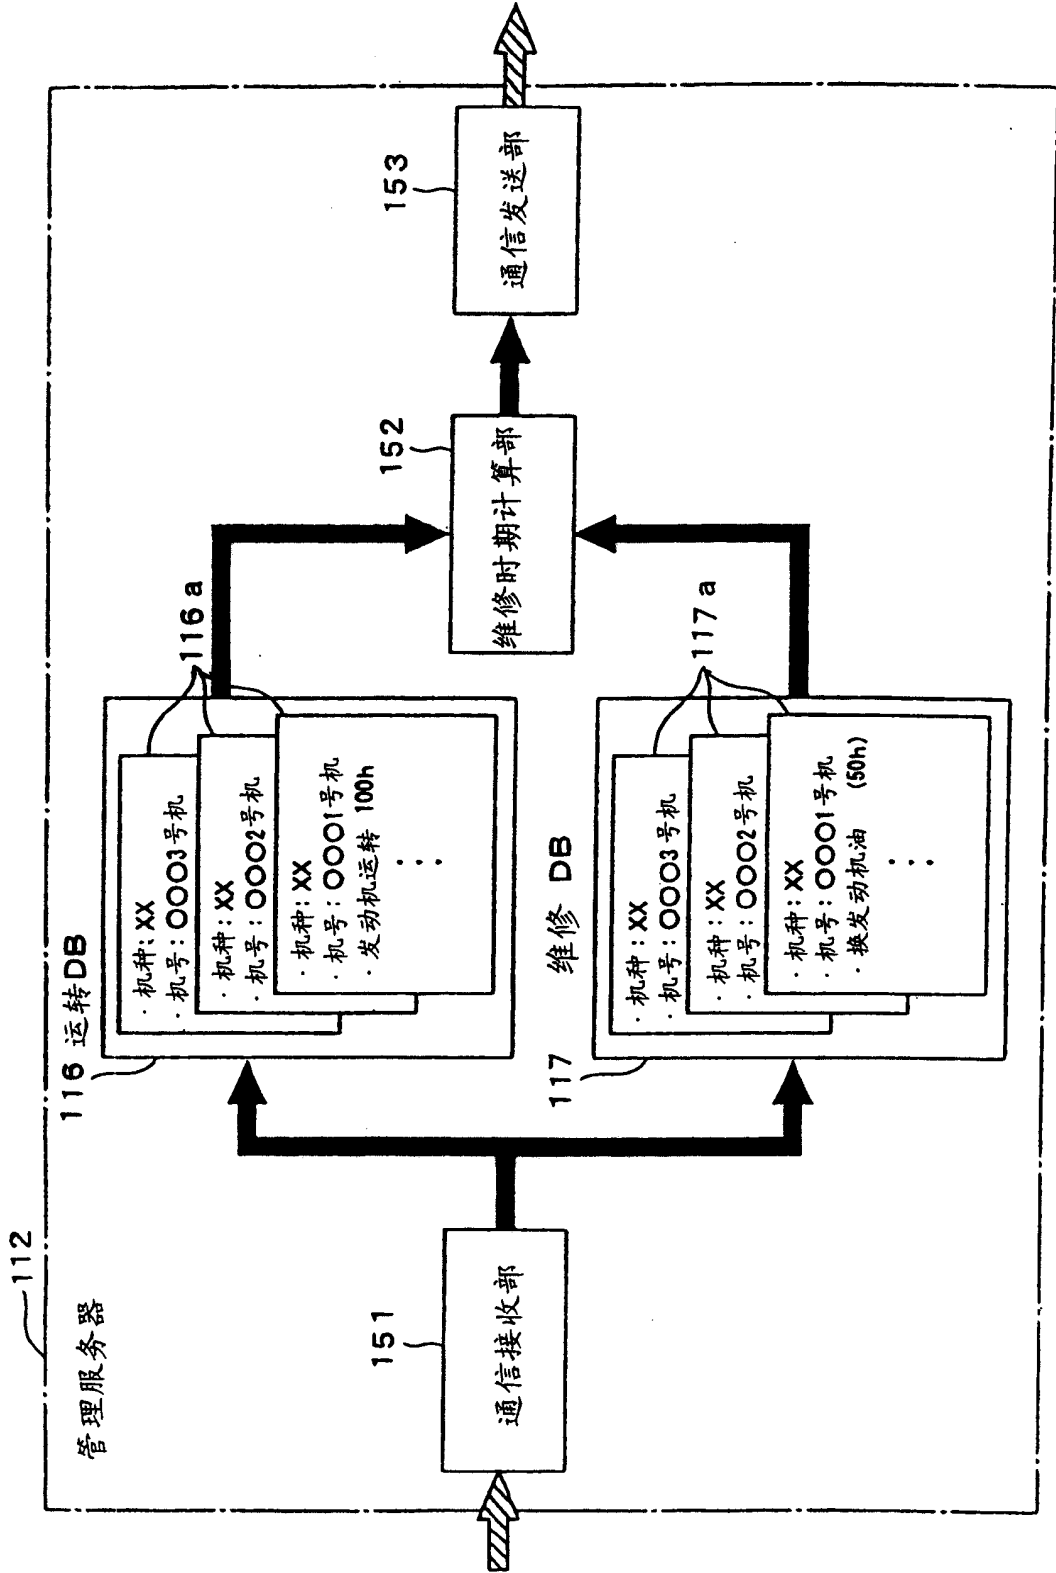 112
管理服务器
151
通信接收部
116 运转DB
116a
·机种:XX
·机号:OOO3号机
·机种:XX
·机号:OOO2号机
·机种:XX
·机号:OOO1号机
·发动机运转 100h
117
维修 DB
117a
·机种:XX
·机号:OOO3号机
·机种:XX
·机号:OOO2号机
·机种:XX
·机号:OOO1号机
·换发动机油 (50h)
152
维修时期计算部
153
通信发送部